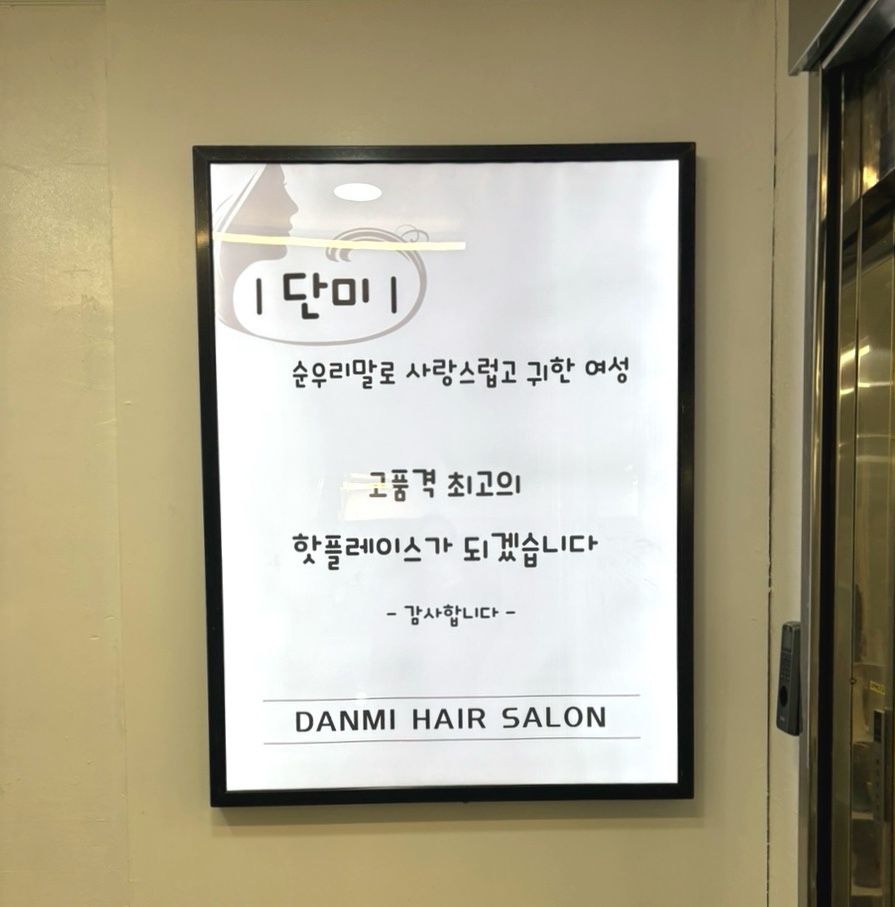 | 단미 |
순우리말로 사랑스럽고 귀한 여성
고품격 최고의
핫플레이스가 되겠습니다
- 감사합니다 -
DANMI HAIR SALON